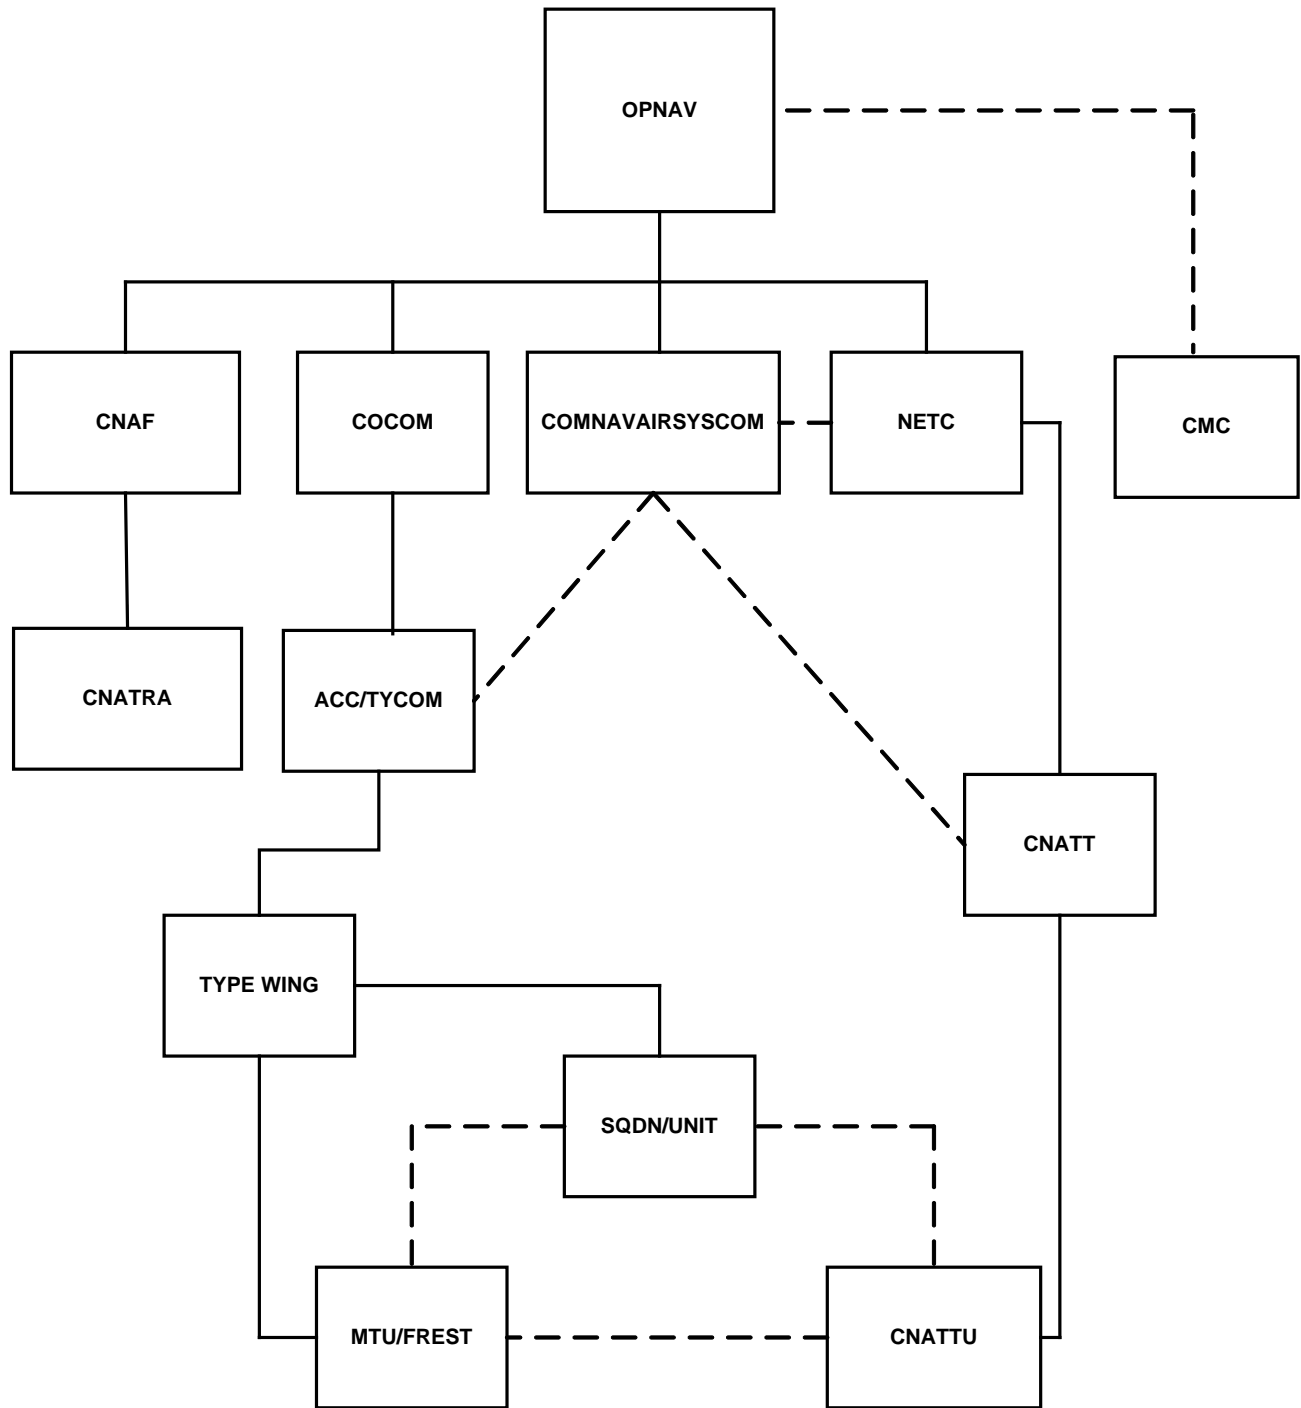 OPNAV
CNAF
COCOM
COMNAVAIRSYSCOM
NETC
CMC
CNATRA
ACC/TYCOM
CNATT
TYPE WING
SQDN/UNIT
MTU/FREST
CNATTU